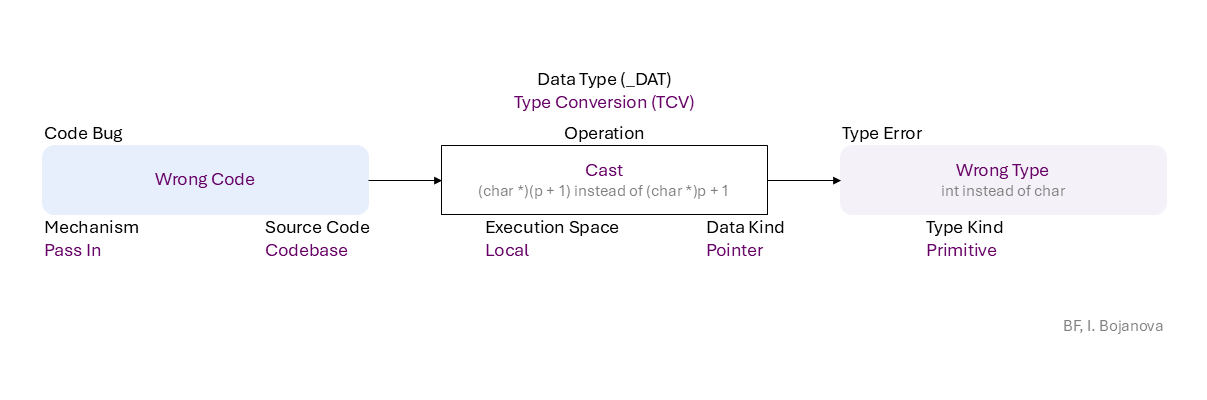 Data Type (_DAT)
Type Conversion (TCV)
Code Bug
Operation
Type Error
Wrong Code
Cast
(char *)(p + 1) instead of (char *)p + 1
Wrong Type
int instead of char
Mechanism
Pass In
Source Code
Codebase
Execution Space
Local
Data Kind
Pointer
Type Kind
Primitive
BF, I. Bojanova